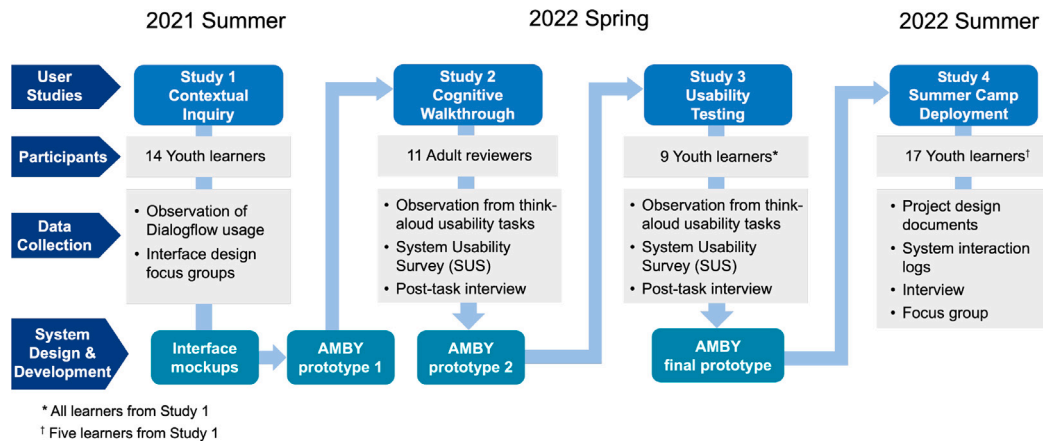 2021 Summer
2022 Spring
2022 Summer
User
Studies
Study 1
Contextual
Inquiry
Study 2
Cognitive
Walkthrough
Study 3
Usability
Testing
Study 4
Summer Camp
Deployment
Participants
14 Youth learners
11 Adult reviewers
9 Youth learners*
17 Youth learners†
Data
Collection
• Observation of
Dialogflow usage
• Interface design
focus groups
• Observation from think-
aloud usability tasks
• System Usability
Survey (SUS)
• Post-task interview
• Observation from think-
aloud usability tasks
• System Usability
Survey (SUS)
• Post-task interview
• Project design
documents
• System interaction
logs
• Interview
• Focus group
System
Design &
Development
Interface
mockups
AMBY
prototype 1
AMBY
prototype 2
AMBY
final prototype
* All learners from Study 1
† Five learners from Study 1